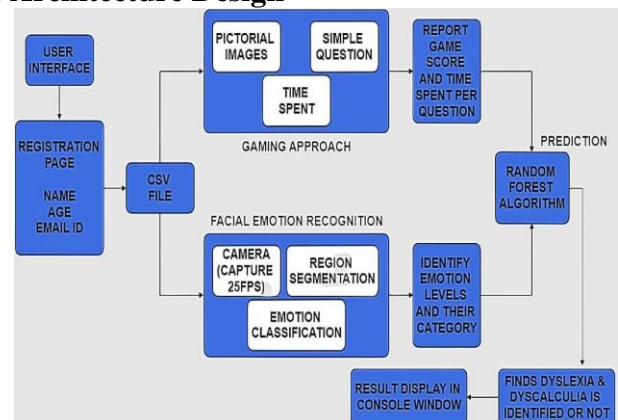 Architecture Design
USER
INTERFACE
REGISTRATION
PAGE
NAME
AGE
EMAIL ID
CSV
FILE
PICTORIAL
IMAGES
SIMPLE
QUESTION
TIME
SPENT
GAMING APPROACH
REPORT
GAME
SCORE
AND TIME
SPENT PER
QUESTION
FACIAL EMOTION RECOGNITION
CAMERA
(CAPTURE
25FPS)
REGION
SEGMENTATION
EMOTION
CLASSIFICATION
IDENTIFY
EMOTION
LEVELS
AND THEIR
CATEGORY
PREDICTION
RANDOM
FOREST
ALGORITHM
FINDS DYSLEXIA &
DYSCALCULIA IS
IDENTIFIED OR NOT
RESULT DISPLAY IN
CONSOLE WINDOW